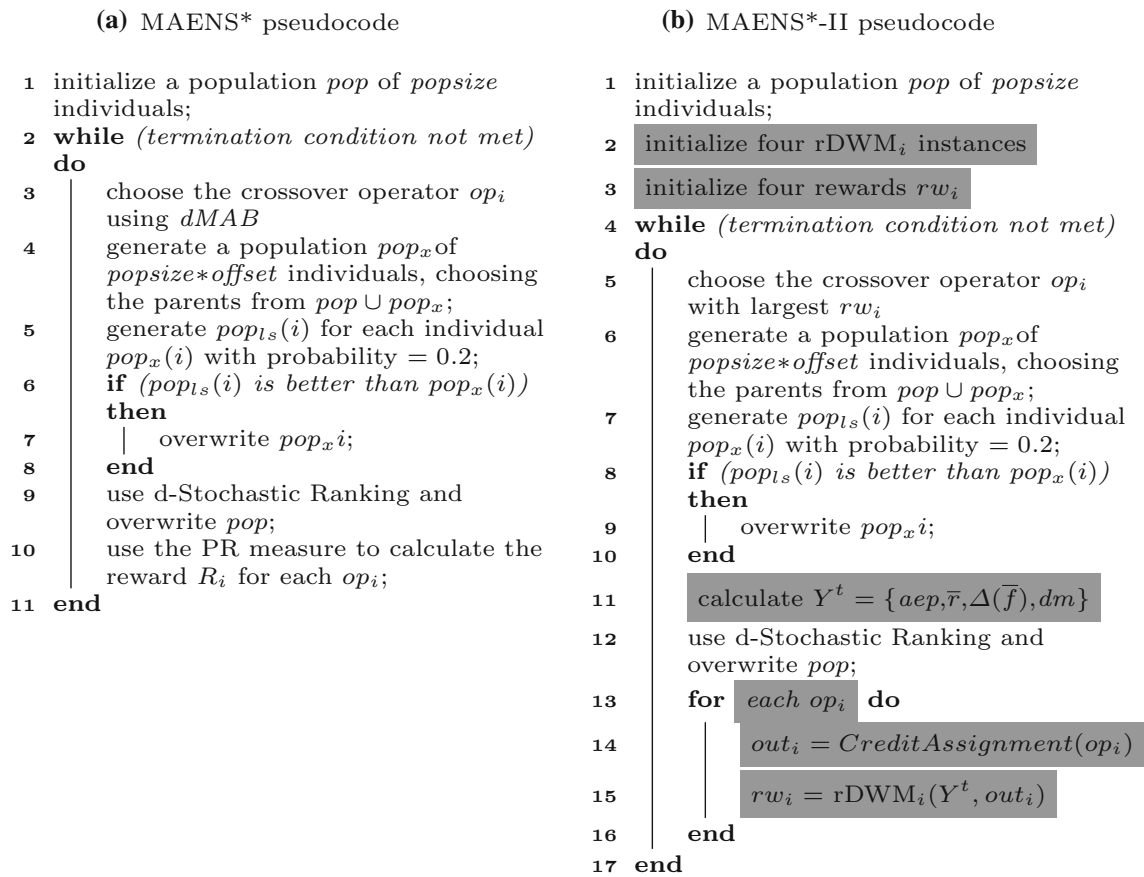 (a) MAENS* pseudocode
1 initialize a population pop of popsize
individuals;
2 while (termination condition not met)
do
3 choose the crossover operator op_i
using dMAB
4 generate a population pop_x of
popsize∗offset individuals, choosing
the parents from pop ∪ pop_x;
5 generate pop_ls(i) for each individual
pop_x(i) with probability = 0.2;
6 if (pop_ls(i) is better than pop_x(i))
then
7 overwrite pop_x i;
8 end
9 use d-Stochastic Ranking and
overwrite pop;
10 use the PR measure to calculate the
reward R_i for each op_i;
11 end
(b) MAENS*-II pseudocode
1 initialize a population pop of popsize
individuals;
2 initialize four rDWM_i instances
3 initialize four rewards rw_i
4 while (termination condition not met)
do
5 choose the crossover operator op_i
with largest rw_i
6 generate a population pop_x of
popsize∗offset individuals, choosing
the parents from pop ∪ pop_x;
7 generate pop_ls(i) for each individual
pop_x(i) with probability = 0.2;
8 if (pop_ls(i) is better than pop_x(i))
then
9 overwrite pop_x i;
10 end
11 calculate Y^t = {aep, r̅, Δ(f̅), dm}
12 use d-Stochastic Ranking and
overwrite pop;
13 for each op_i do
14 out_i = CreditAssignment(op_i)
15 rw_i = rDWM_i(Y^t, out_i)
16 end
17 end